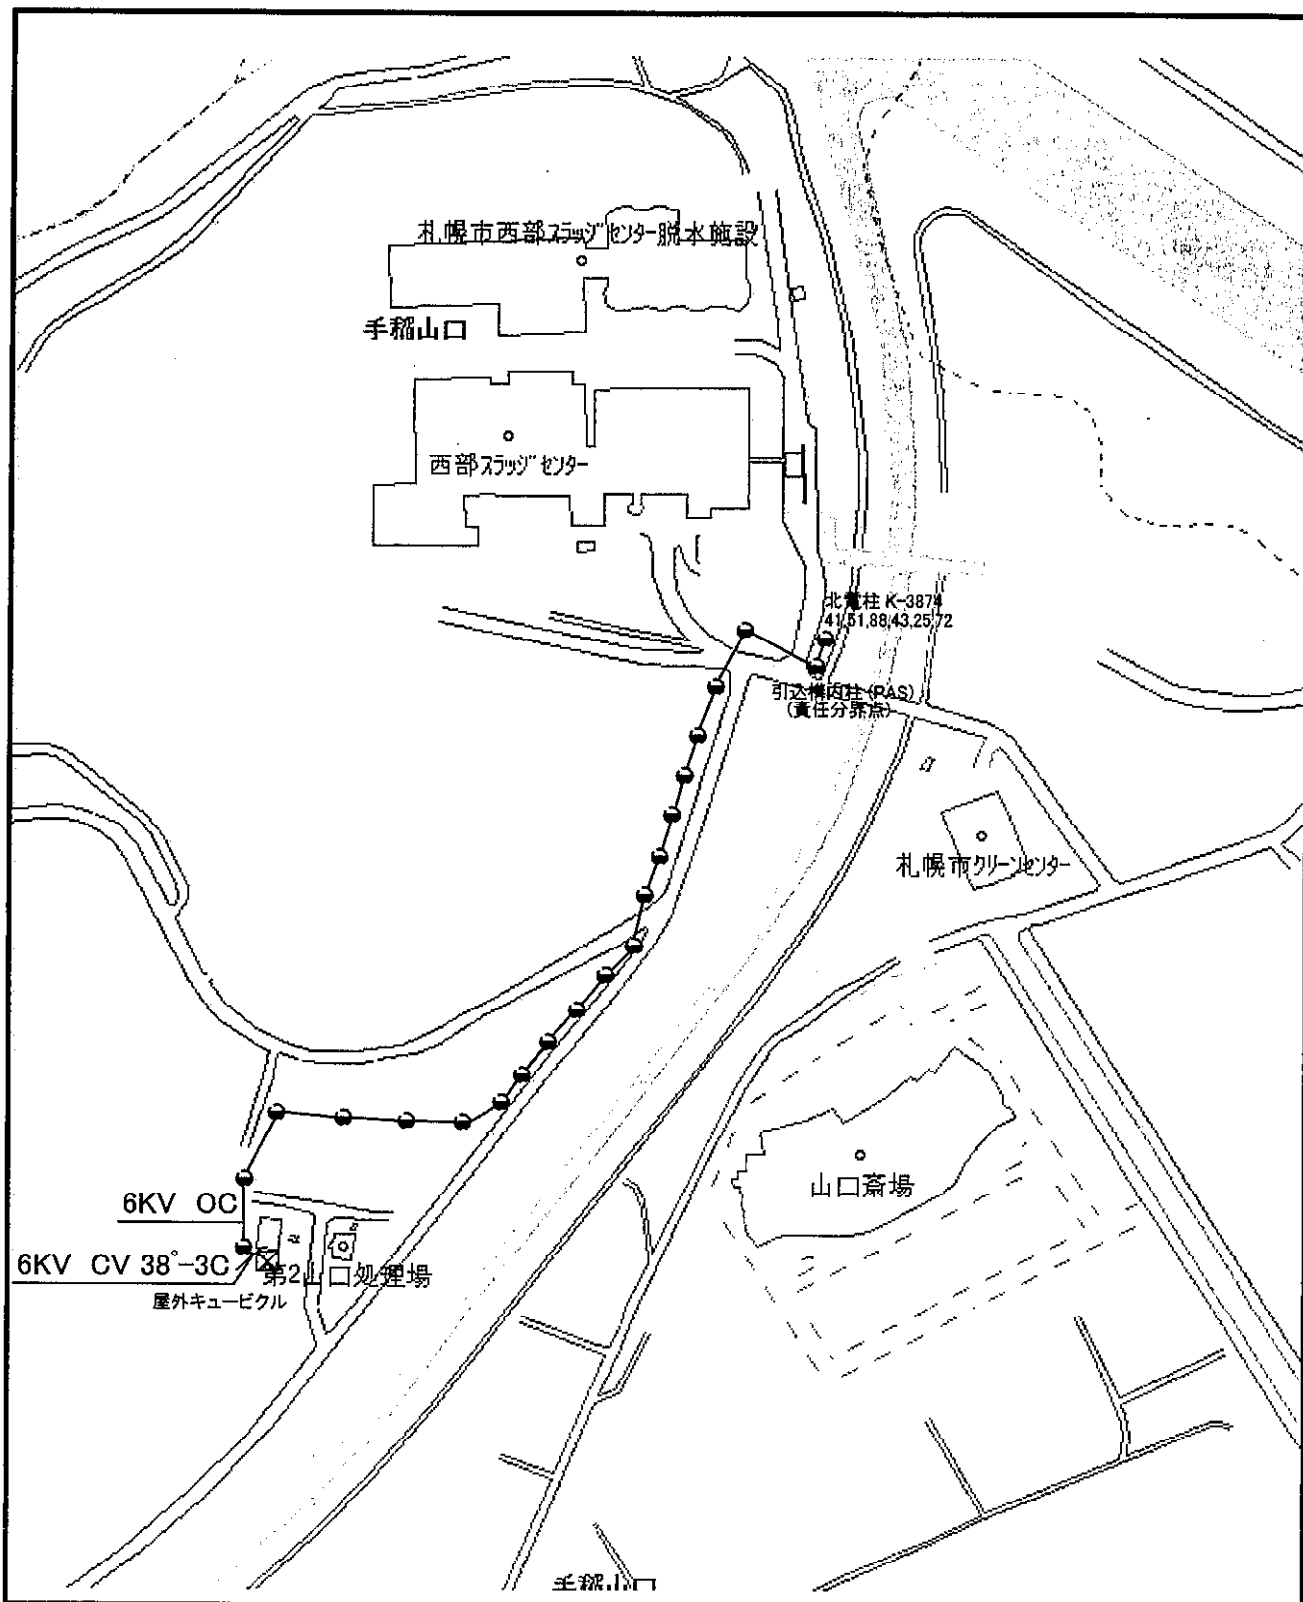 札幌市西部スラッジセンター脱水施設
手稲山口
西部スラッジセンター
北電柱 K-3874
41,51,88,43,25,72
引込構内柱(PAS)
(責任分界点)
札幌市クリーンセンター
山口斎場
6KV OC
6KV CV 38°-3C
第2山口処理場
屋外キュービクル
手稲山口